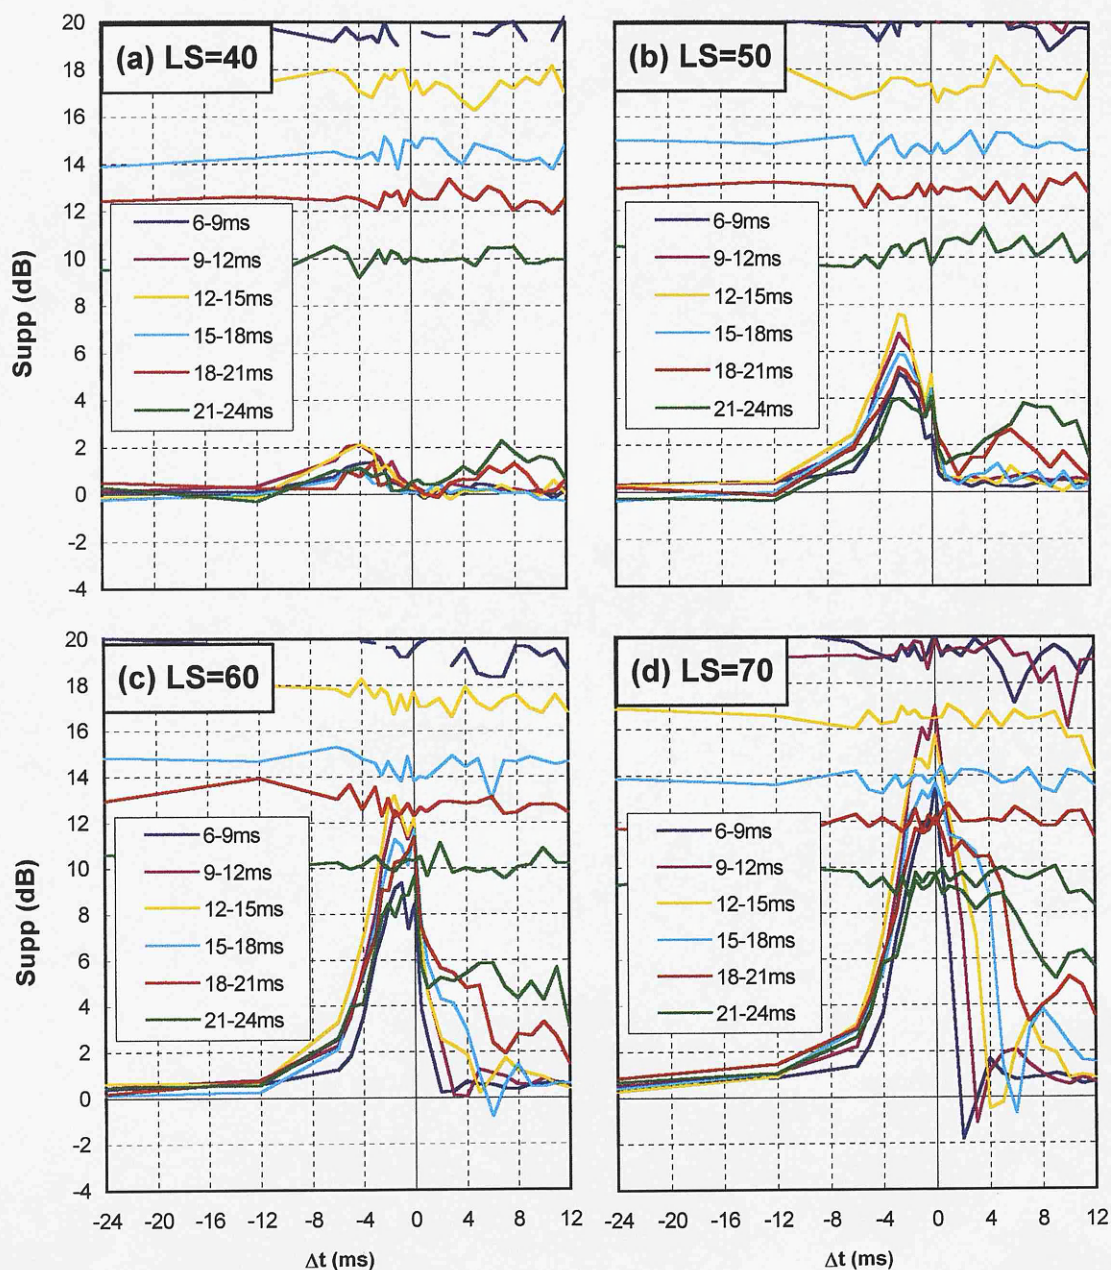 (a) LS=40
(b) LS=50
Supp (dB)
20
18
16
14
12
10
8
6
4
2
0
-2
-4
6-9ms
9-12ms
12-15ms
15-18ms
18-21ms
21-24ms
6-9ms
9-12ms
12-15ms
15-18ms
18-21ms
21-24ms
(c) LS=60
(d) LS=70
Supp (dB)
20
18
16
14
12
10
8
6
4
2
0
-2
-4
6-9ms
9-12ms
12-15ms
15-18ms
18-21ms
21-24ms
6-9ms
9-12ms
12-15ms
15-18ms
18-21ms
21-24ms
-24 -20 -16 -12 -8 -4 0 4 8 12
-24 -20 -16 -12 -8 -4 0 4 8 12
Δt (ms)
Δt (ms)